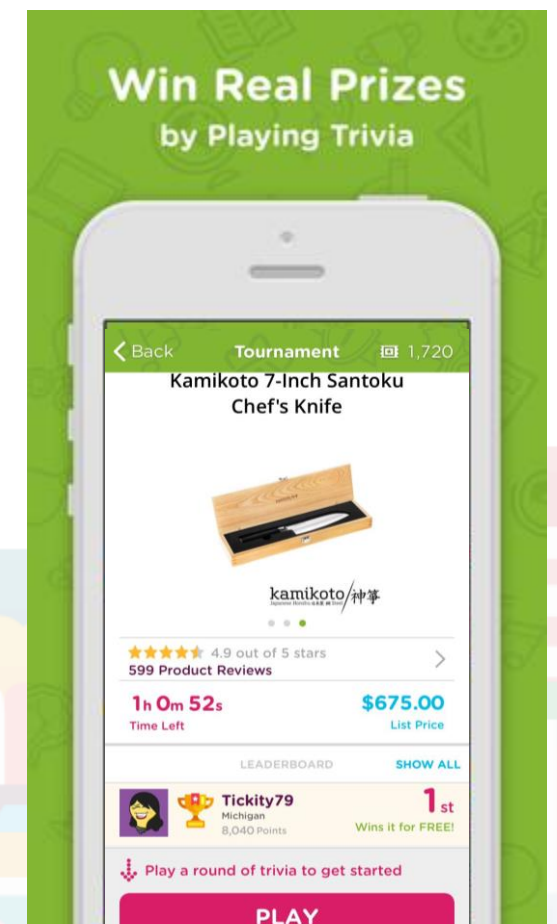 Win Real Prizes
by Playing Trivia
Back Tournament 1,720
Kamikoto 7-Inch Santoku
Chef's Knife
kamikoto/神箏
4.9 out of 5 stars
599 Product Reviews
1h 0m 52s $675.00
Time Left List Price
LEADERBOARD SHOW ALL
Tickity79 1st
Michigan
8,040 Points Wins it for FREE!
Play a round of trivia to get started
PLAY